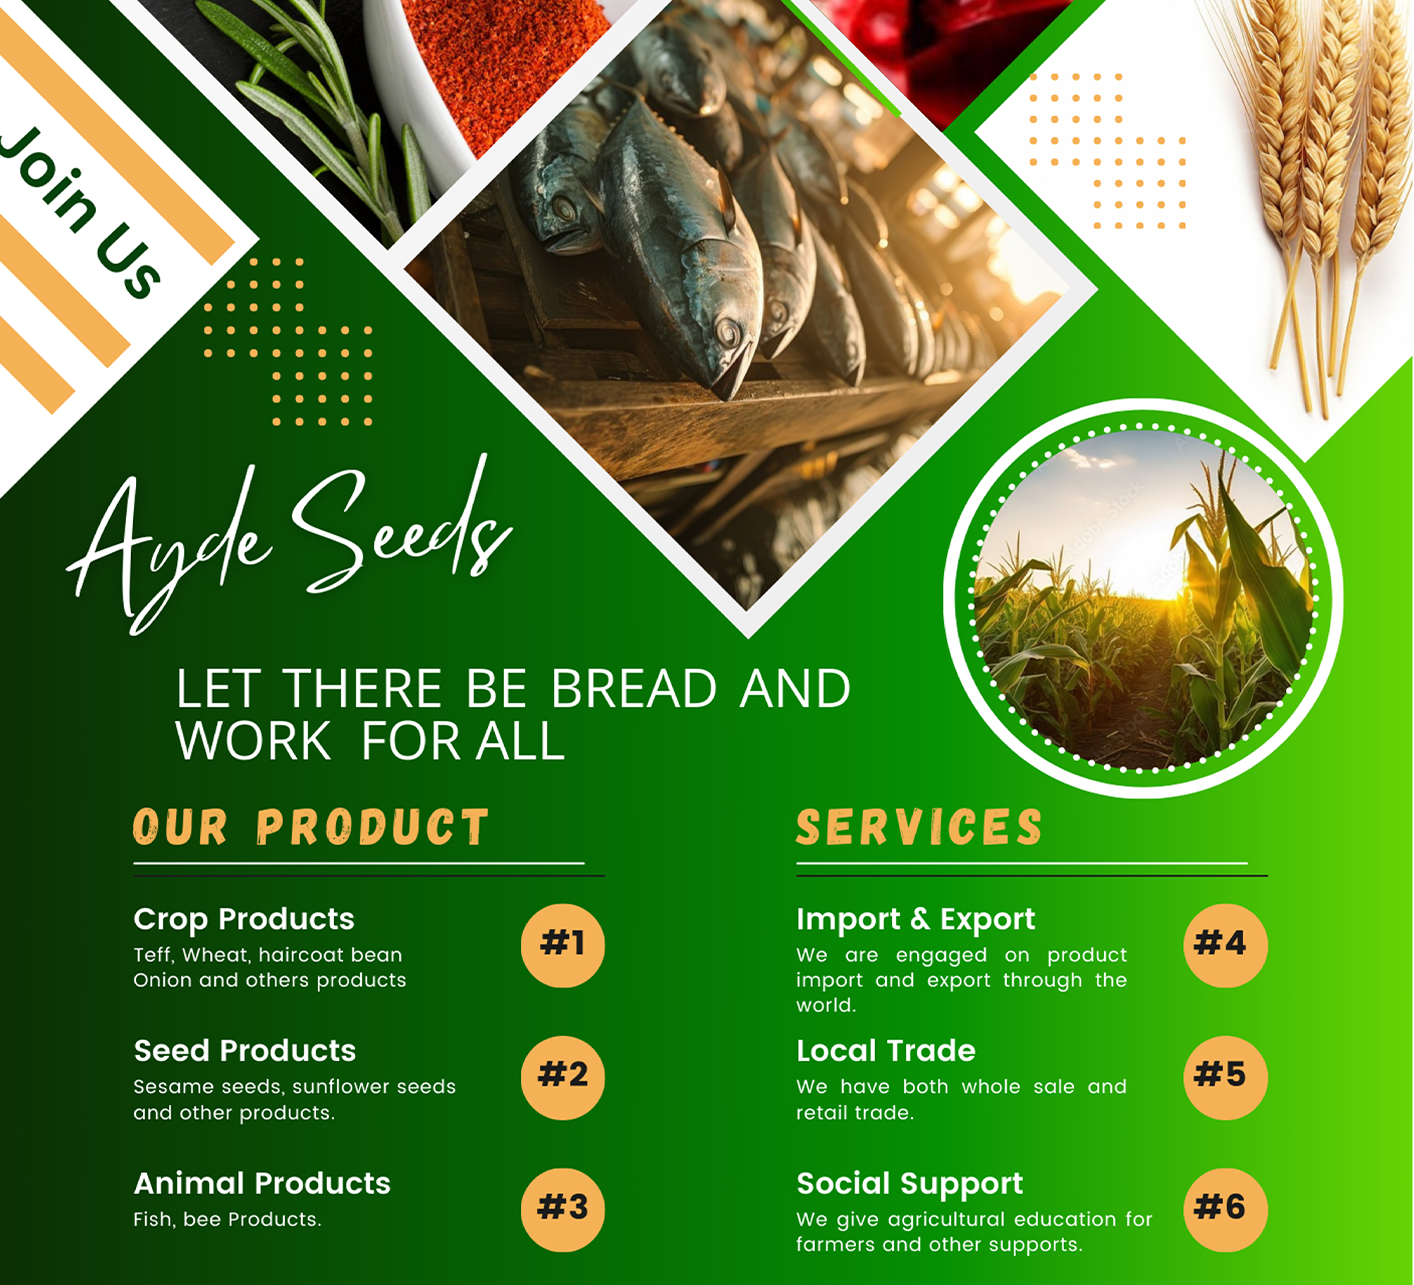 Join Us
Ayde Seeds
LET THERE BE BREAD AND
WORK FOR ALL
OUR PRODUCT
Crop Products
Teff, Wheat, haircoat bean
Onion and others products
#1
Seed Products
Sesame seeds, sunflower seeds
and other products.
#2
Animal Products
Fish, bee Products.
#3
SERVICES
Import & Export
We are engaged on product
import and export through the
world.
#4
Local Trade
We have both whole sale and
retail trade.
#5
Social Support
We give agricultural education for
farmers and other supports.
#6